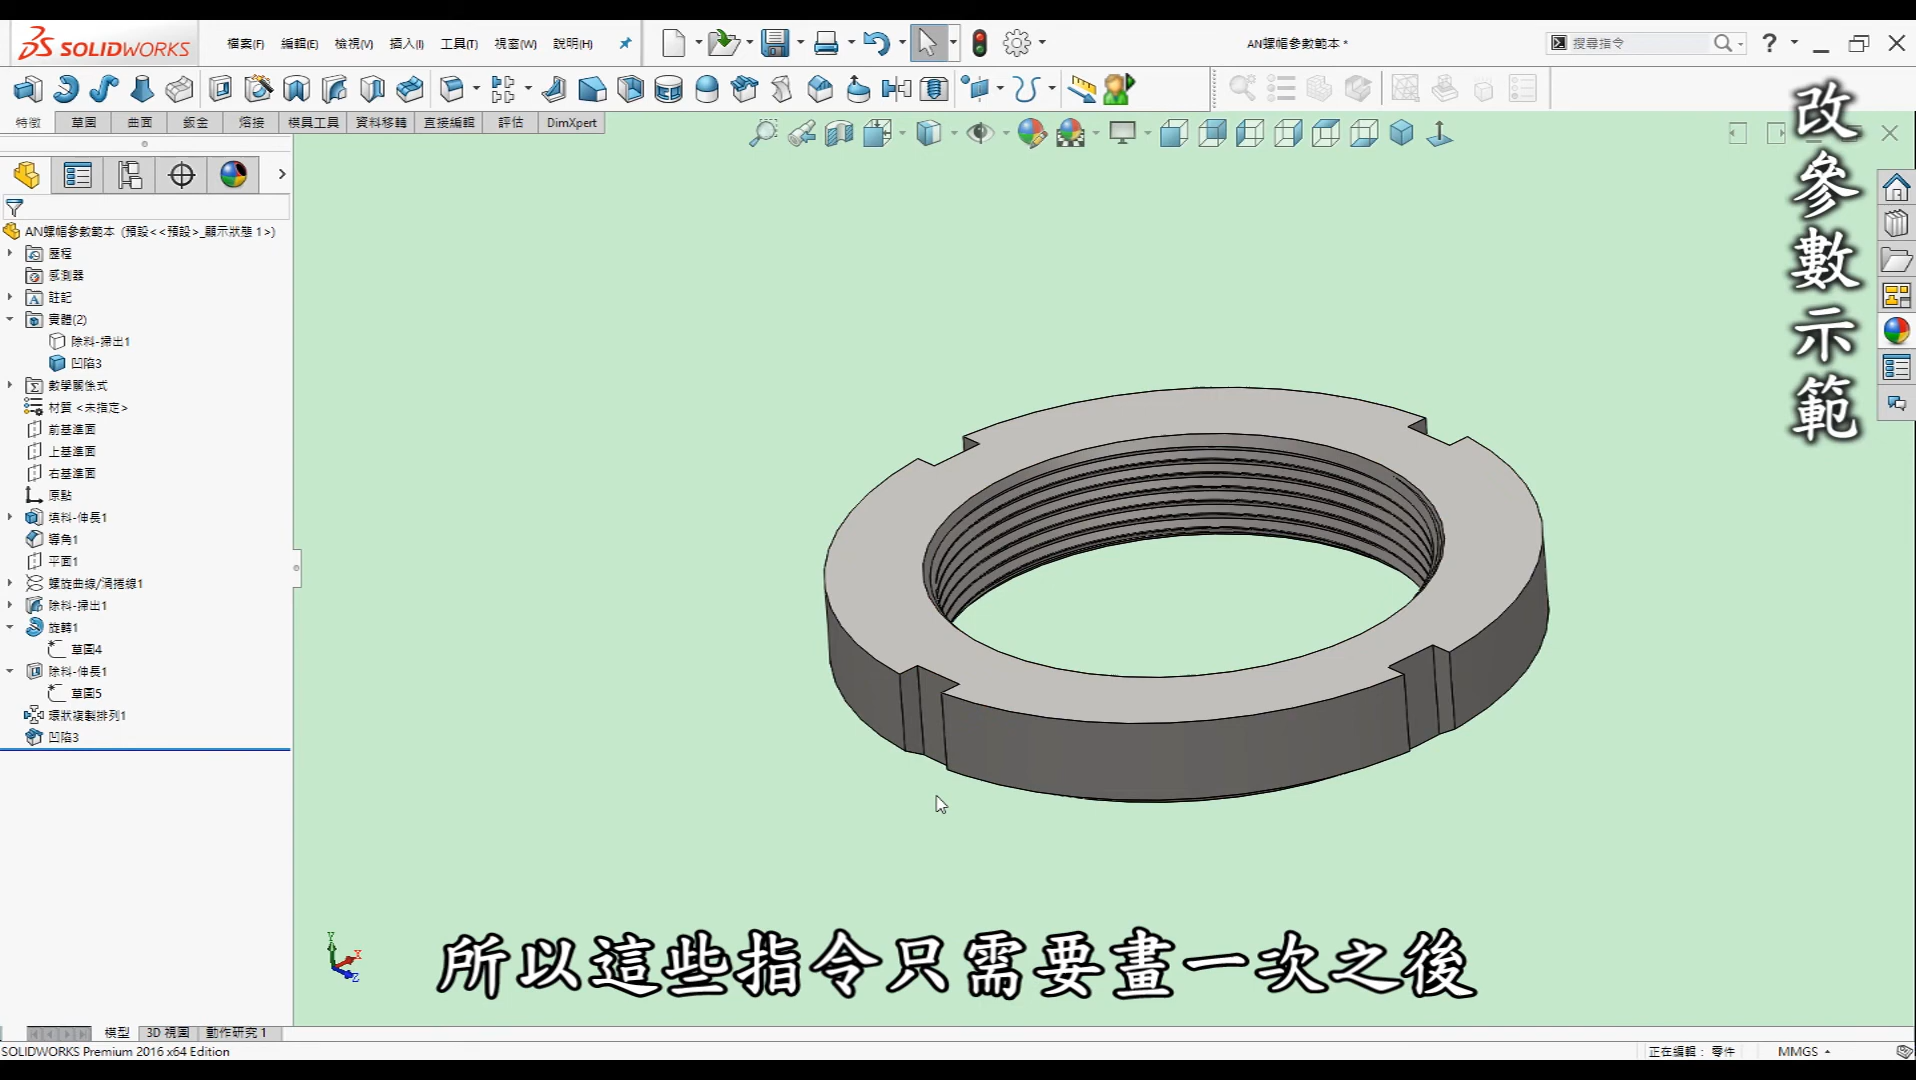 SOLIDWORKS
檔案(F) 編輯(E) 檢視(V) 插入(I) 工具(T) 視窗(W) 說明(H)
AN螺帽參數範本 *
搜尋指令
?
特徵 草圖 曲面 鈑金 熔接 模具工具 資料移轉 直接編輯 評估 DimXpert
改參數示範
AN螺帽參數範本 (預設<<預設>_顯示狀態 1>)
歷程
感測器
註記
實體(2)
除料-掃出1
凹陷3
數學關係式
材質 <未指定>
前基準面
上基準面
右基準面
原點
填料-伸長1
導角1
平面1
螺旋曲線/渦捲線1
除料-掃出1
旋轉1
草圖4
除料-伸長1
草圖5
環狀複製排列1
凹陷3
Y
X
Z
所以這些指令只需要畫一次之後
模型 3D 視圖 動作研究 1
SOLIDWORKS Premium 2016 x64 Edition
正在編輯： 零件
MMGS